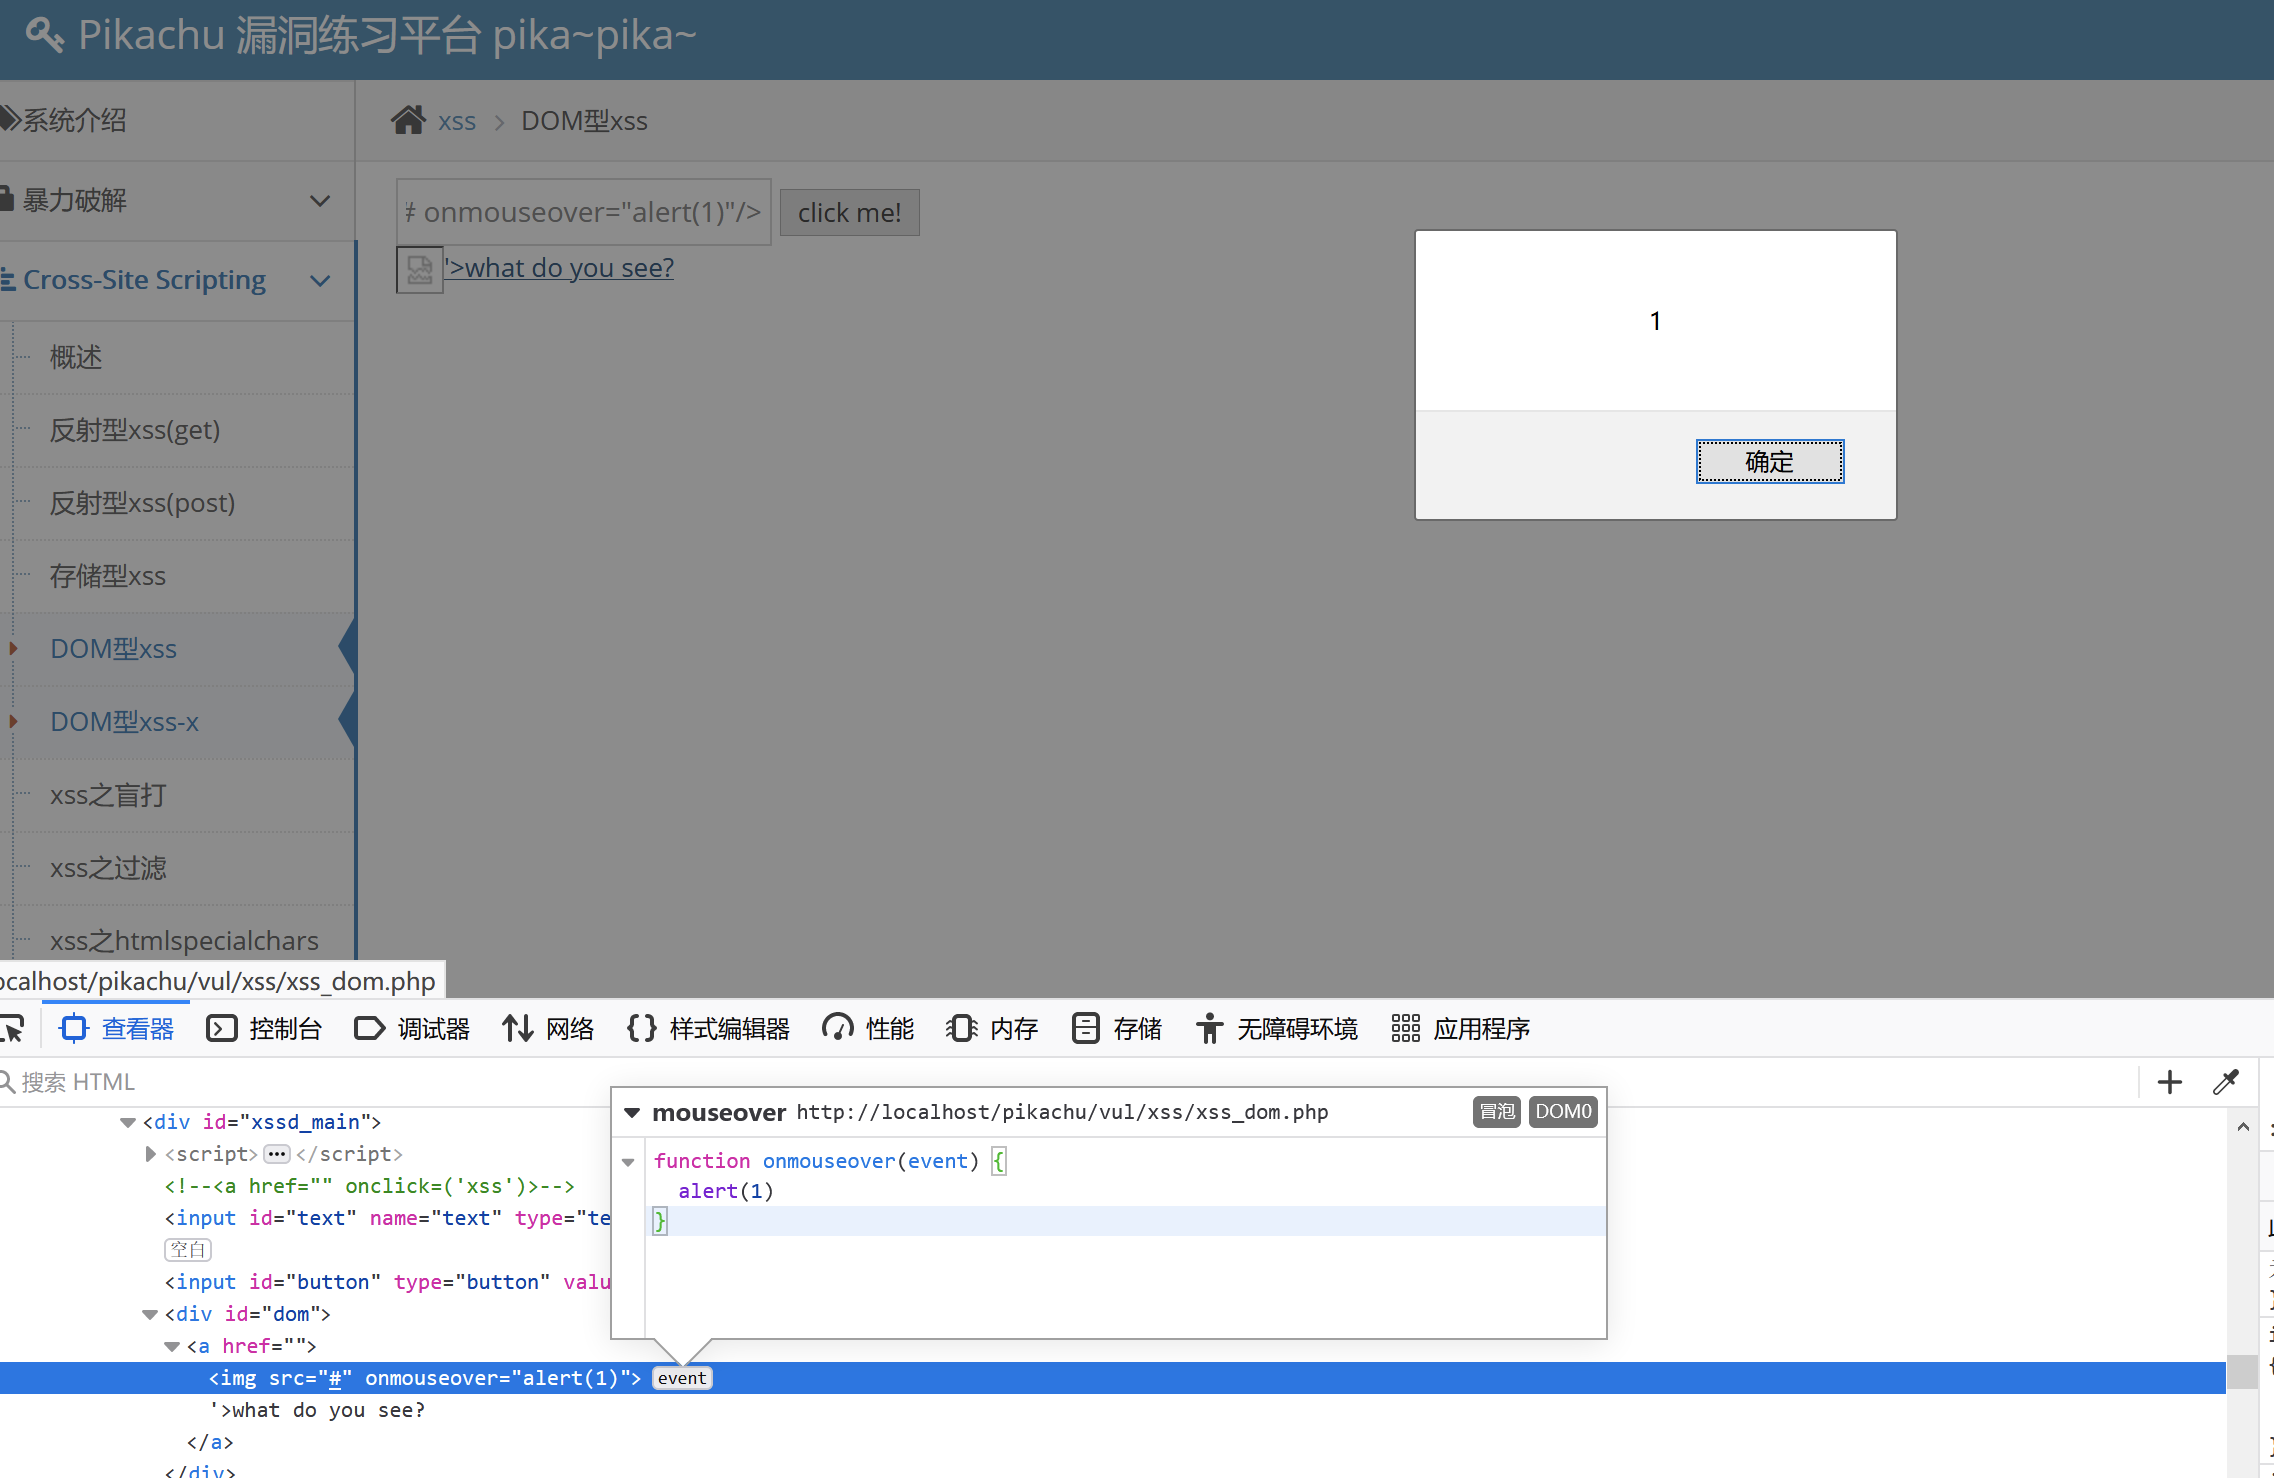 Pikachu 漏洞练习平台 pika~pika~
系统介绍
xss > DOM型xss
暴力破解
# onmouseover="alert(1)"/>
click me!
'>what do you see?
Cross-Site Scripting
1
确定
概述
反射型xss(get)
反射型xss(post)
存储型xss
DOM型xss
DOM型xss-x
xss之盲打
xss之过滤
xss之htmlspecialchars
ocalhost/pikachu/vul/xss/xss_dom.php
查看器 控制台 调试器 网络 样式编辑器 性能 内存 存储 无障碍环境 应用程序
搜索 HTML
mouseover http://localhost/pikachu/vul/xss/xss_dom.php 冒泡 DOM0
function onmouseover(event) {
alert(1)
}
<div id="xssd_main">
<script>…</script>
<!--<a href="" onclick=('xss')>-->
<input id="text" name="text" type="te
空白
<input id="button" type="button" valu
<div id="dom">
<a href="">
<img src="#" onmouseover="alert(1)"> event
'>what do you see?
</a>
</div>